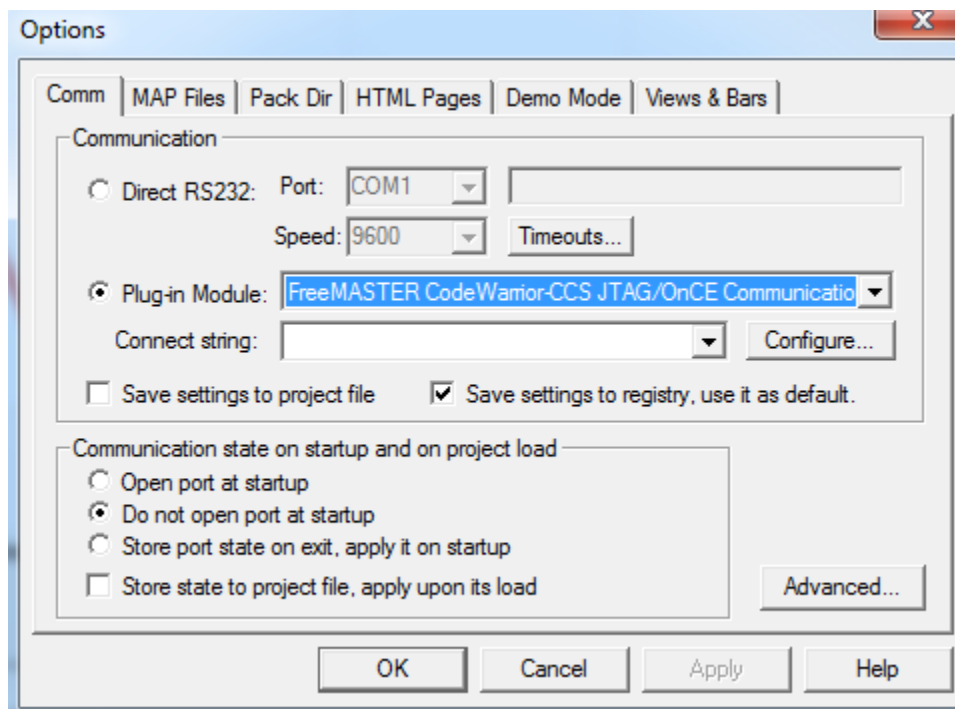 Options
Comm MAP Files Pack Dir HTML Pages Demo Mode Views & Bars
Communication
Direct RS232: Port: COM1
Speed: 9600 Timeouts...
Plug-in Module: FreeMASTER CodeWarrior-CCS JTAG/OnCE Communicatio
Connect string: Configure...
Save settings to project file Save settings to registry, use it as default.
Communication state on startup and on project load
Open port at startup
Do not open port at startup
Store port state on exit, apply it on startup
Store state to project file, apply upon its load Advanced...
OK Cancel Apply Help